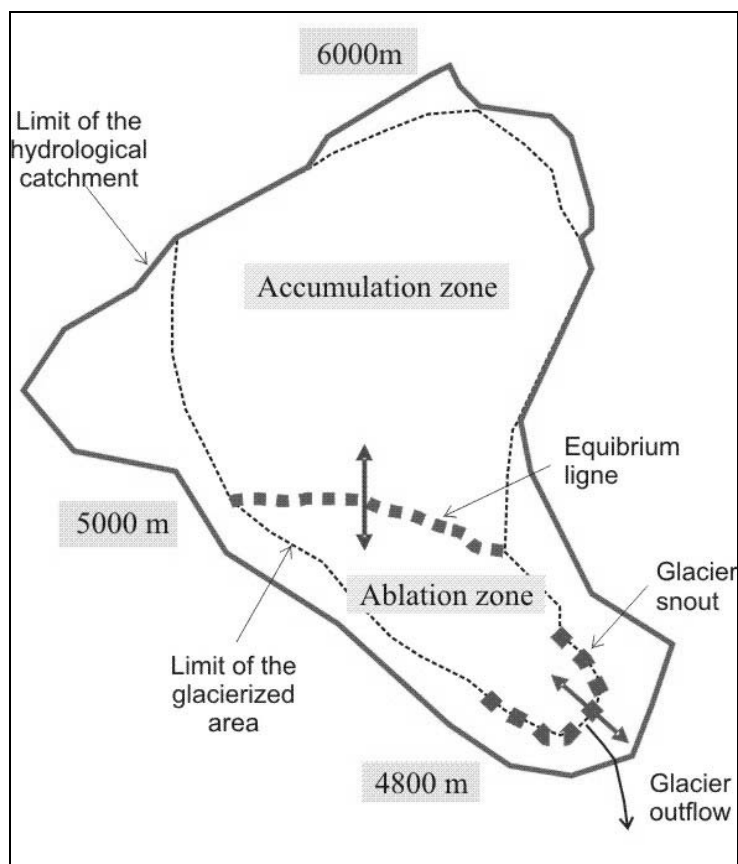 6000m
Limit of the
hydrological
catchment
Accumulation zone
Equibrium
ligne
5000 m
Glacier
snout
Ablation zone
Limit of the
glacierized
area
4800 m
Glacier
outflow